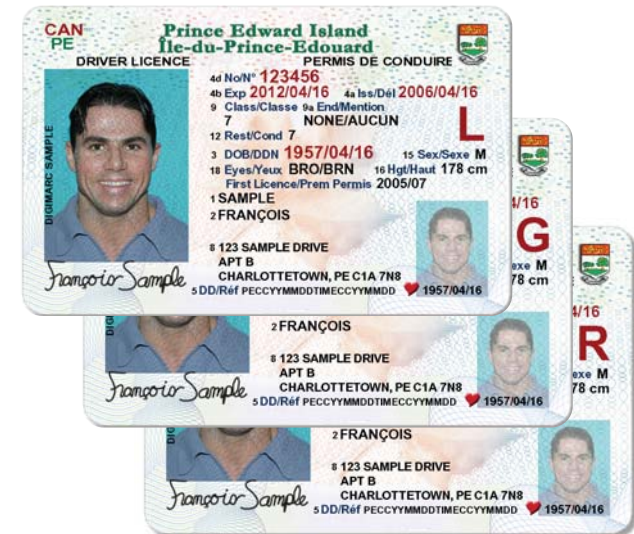 CAN
PE
Prince Edward Island
Île-du-Prince-Edouard
DRIVER LICENCE PERMIS DE CONDUIRE
4d No/N° 123456
4b Exp 2012/04/16 4a Iss/Dél 2006/04/16
9 Class/Classe 9a End/Mention
7 NONE/AUCUN
L
12 Rest/Cond 7
3 DOB/DDN 1957/04/16 15 Sex/Sexe M
18 Eyes/Yeux BRO/BRN 16 Hgt/Haut 178 cm
First Licence/Prem Permis 2005/07
1 SAMPLE
2 FRANÇOIS
8 123 SAMPLE DRIVE
APT B
CHARLOTTETOWN, PE C1A 7N8
5 DD/Réf PECCYYMMDDTIMECCYYMMDD 1957/04/16
DIGIMARC SAMPLE
François Sample
4/16
G
exe M
78 cm
DIG
2 FRANÇOIS
8 123 SAMPLE DRIVE
APT B
CHARLOTTETOWN, PE C1A 7N8
5 DD/Réf PECCYYMMDDTIMECCYYMMDD 1957/04/16
François Sample
4/16
R
exe M
78 cm
DIG
2 FRANÇOIS
8 123 SAMPLE DRIVE
APT B
CHARLOTTETOWN, PE C1A 7N8
5 DD/Réf PECCYYMMDDTIMECCYYMMDD 1957/04/16
François Sample